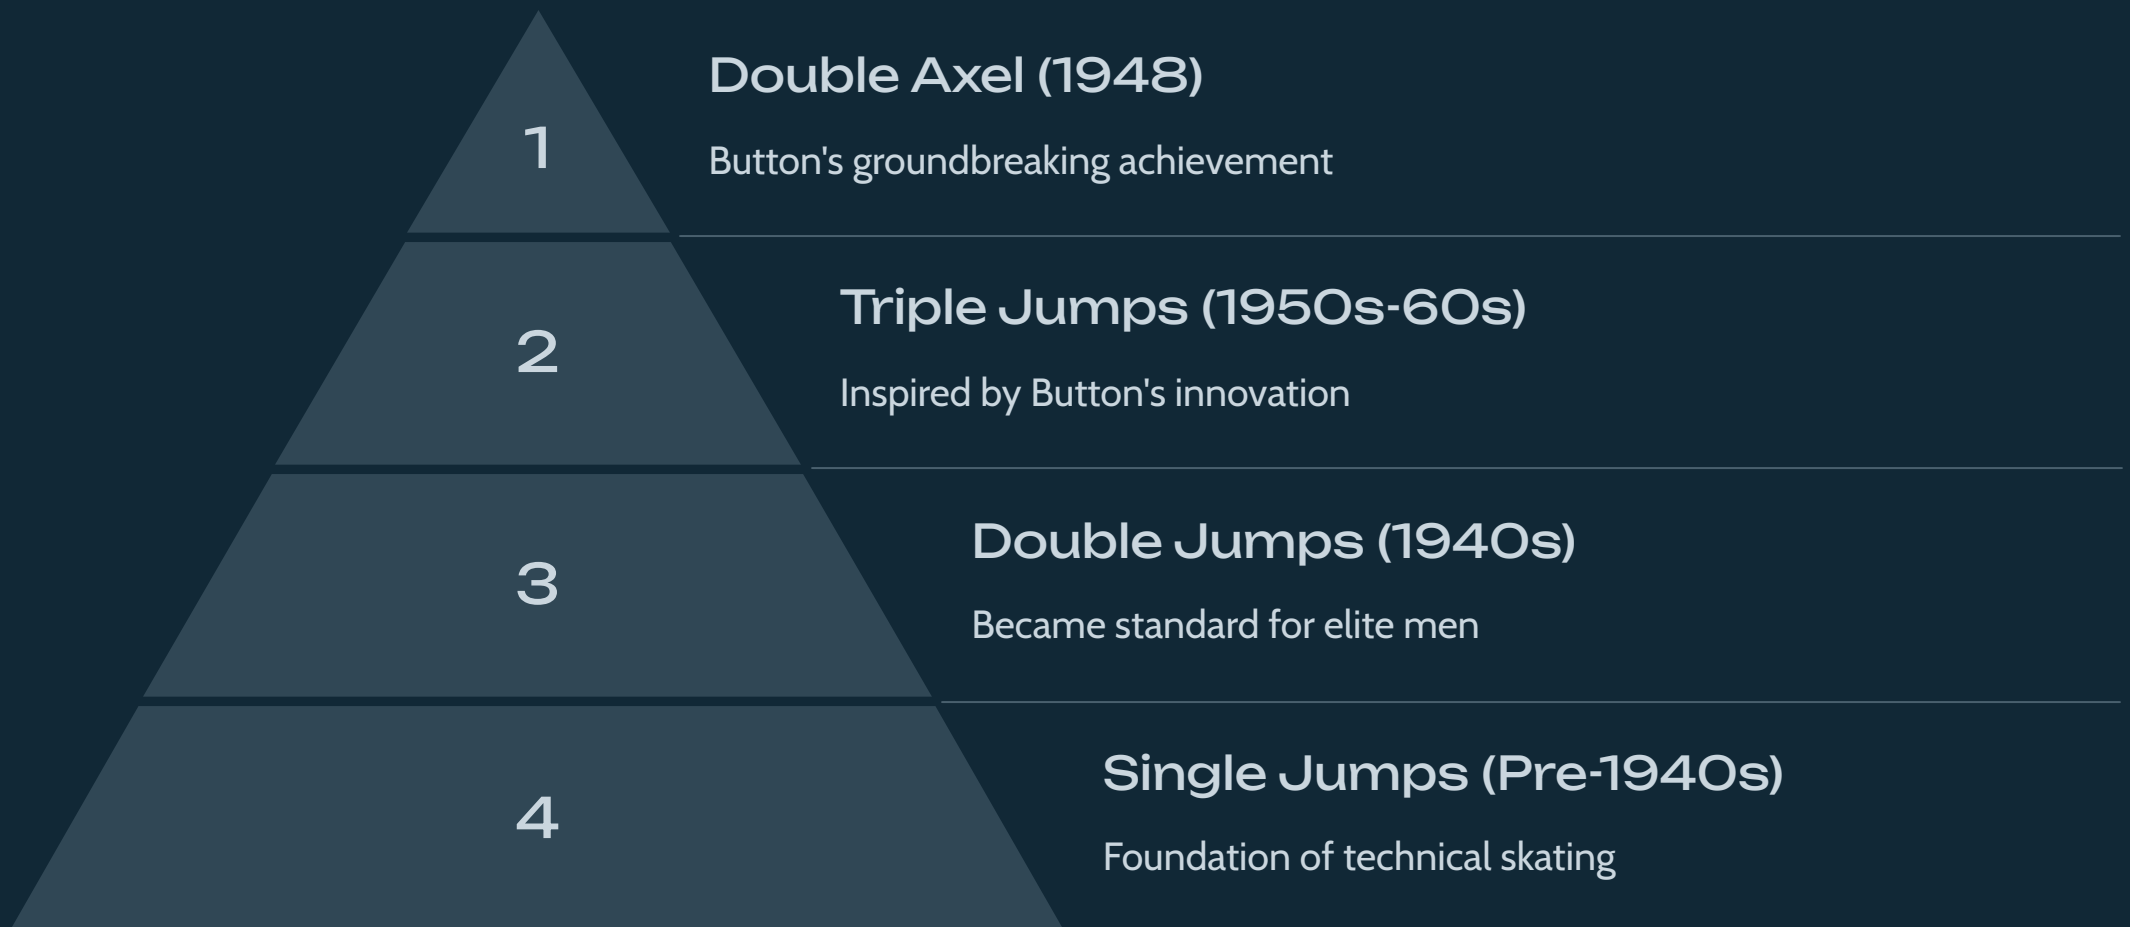 1
Double Axel (1948)
Button's groundbreaking achievement
2
Triple Jumps (1950s-60s)
Inspired by Button's innovation
3
Double Jumps (1940s)
Became standard for elite men
4
Single Jumps (Pre-1940s)
Foundation of technical skating